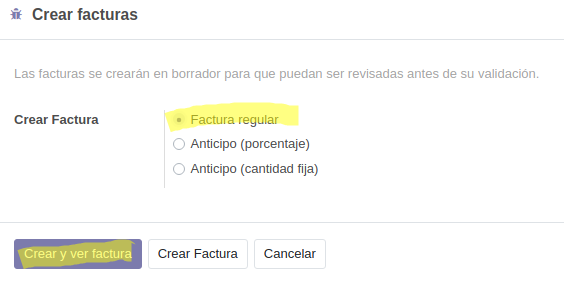 Crear facturas
Las facturas se crearán en borrador para que puedan ser revisadas antes de su validación.
Crear Factura
Factura regular
Anticipo (porcentaje)
Anticipo (cantidad fija)
Crear y ver factura Crear Factura Cancelar